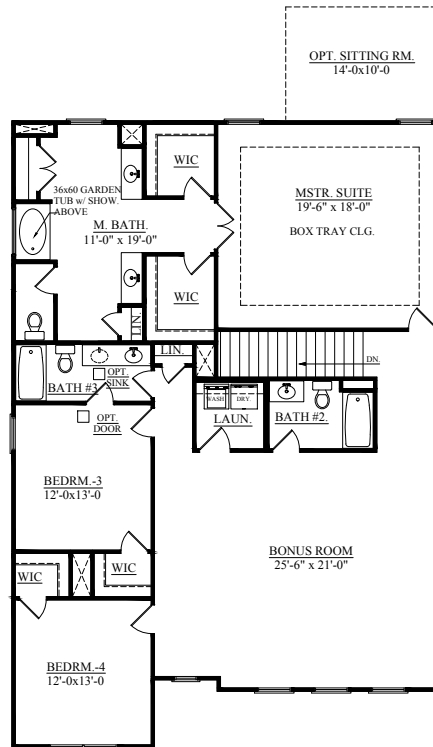 OPT. SITTING RM.
14'-0x10'-0
WIC
36x60 GARDEN
TUB w/ SHOW.
ABOVE
MSTR. SUITE
19'-6" x 18'-0"
M. BATH.
11'-0" x 19'-0"
BOX TRAY CLG.
WIC
LIN.
LIN.
DN.
OPT.
SINK
BATH #3
WASH
DRY.
LAUN.
BATH #2.
OPT.
DOOR
BEDRM.-3
12'-0x13'-0
BONUS ROOM
25'-6" x 21'-0"
WIC
WIC
BEDRM.-4
12'-0x13'-0